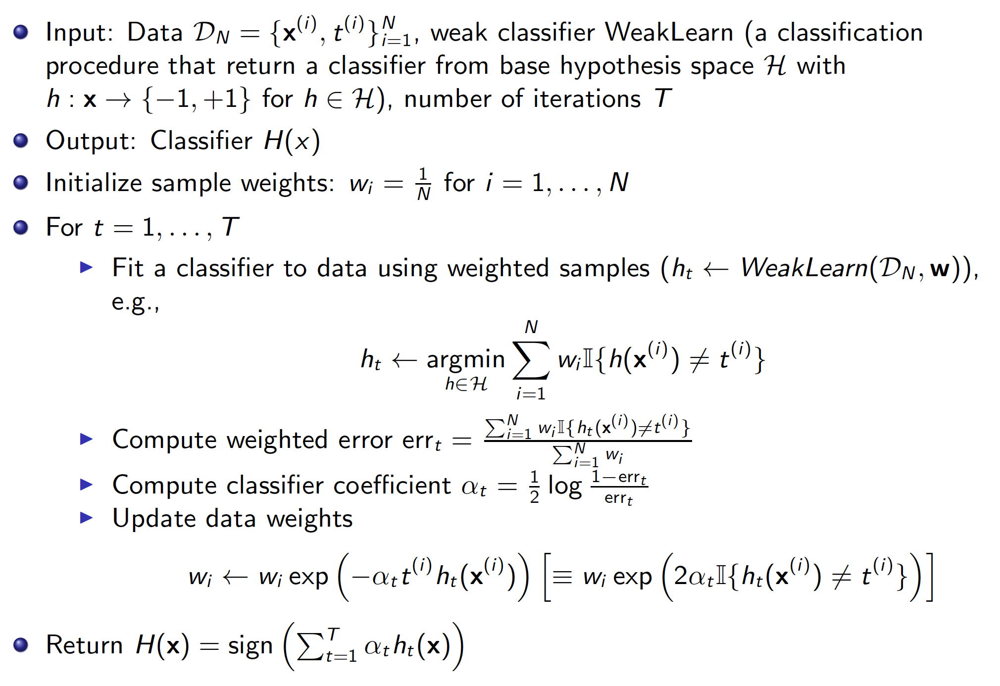 Input: Data $\mathcal{D}_N = \{\mathbf{x}^{(i)}, t^{(i)}\}_{i=1}^N$, weak classifier WeakLearn (a classification
procedure that return a classifier from base hypothesis space $\mathcal{H}$ with
$h : \mathbf{x} \rightarrow \{-1, +1\}$ for $h \in \mathcal{H}$), number of iterations $T$
Output: Classifier $H(x)$
Initialize sample weights: $w_i = \frac{1}{N}$ for $i = 1, \ldots, N$
For $t = 1, \ldots, T$
Fit a classifier to data using weighted samples ($h_t \leftarrow WeakLearn(\mathcal{D}_N, \mathbf{w})$),
e.g.,
$h_t \leftarrow \underset{h \in \mathcal{H}}{\operatorname{argmin}} \sum_{i=1}^N w_i \mathbb{I}\{h(\mathbf{x}^{(i)}) \neq t^{(i)}\}$
Compute weighted error $\text{err}_t = \frac{\sum_{i=1}^N w_i \mathbb{I}\{h_t(\mathbf{x}^{(i)}) \neq t^{(i)}\}}{\sum_{i=1}^N w_i}$
Compute classifier coefficient $\alpha_t = \frac{1}{2} \log \frac{1 - \text{err}_t}{\text{err}_t}$
Update data weights
$w_i \leftarrow w_i \exp\left(-\alpha_t t^{(i)} h_t(\mathbf{x}^{(i)})\right) \left[\equiv w_i \exp\left(2\alpha_t \mathbb{I}\{h_t(\mathbf{x}^{(i)}) \neq t^{(i)}\}\right)\right]$
Return $H(\mathbf{x}) = \text{sign}\left(\sum_{t=1}^T \alpha_t h_t(\mathbf{x})\right)$